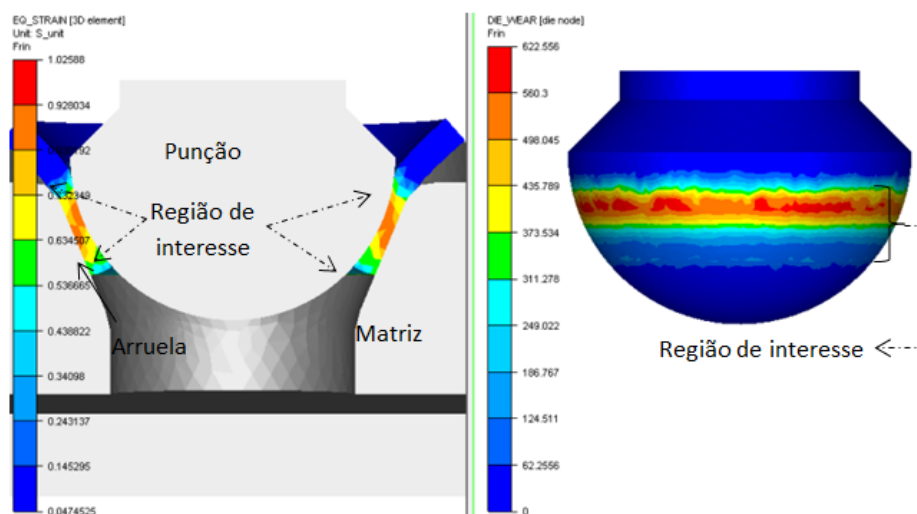 EQ_STRAIN [3D element]
Unit: S_unit
Frin
1.02588
0.928034
0.634507
0.536665
0.438822
0.34098
0.243137
0.145295
0.0474525
Punção
Região de
interesse
Arruela
Matriz
DIE_WEAR [die node]
Frin
622.556
560.3
498.045
435.789
373.534
311.278
249.022
186.767
124.511
62.2556
0
Região de interesse